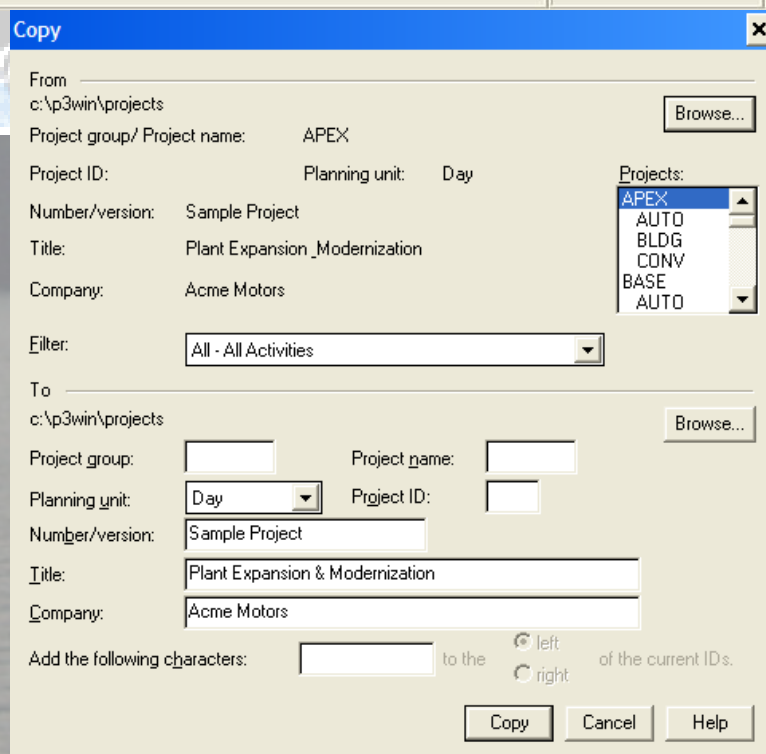 Copy
From
c:\p3win\projects
Browse...
Project group/ Project name: APEX
Project ID: Planning unit: Day Projects:
APEX
AUTO
BLDG
CONV
BASE
AUTO
Number/version: Sample Project
Title: Plant Expansion _Modernization
Company: Acme Motors
Filter: All - All Activities
To
c:\p3win\projects
Browse...
Project group: Project name:
Planning unit: Day Project ID:
Number/version: Sample Project
Title: Plant Expansion & Modernization
Company: Acme Motors
Add the following characters: to the left right of the current IDs.
Copy Cancel Help